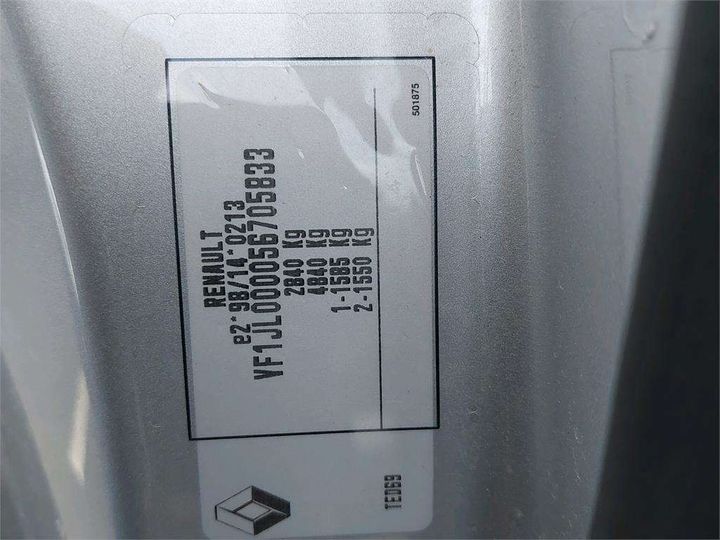 RENAULT
e2*98/14*0213
VF1JL000056705833
2840 Kg
4840 Kg
1-1585 Kg
2-1550 Kg
501875
TED69